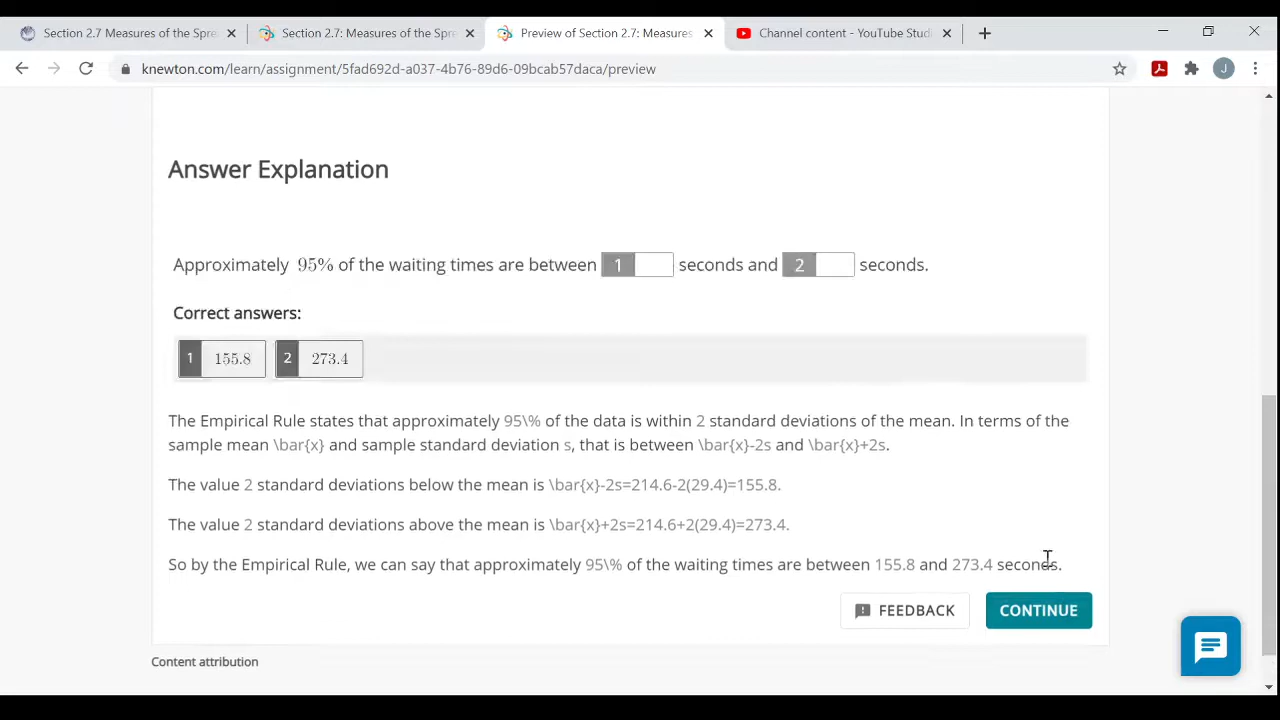 Section 2.7 Measures of the Spre
Section 2.7: Measures of the Spre
Preview of Section 2.7: Measures
Channel content - YouTube Studi
knewton.com/learn/assignment/5fad692d-a037-4b76-89d6-09bcab57daca/preview
J
Answer Explanation
Approximately 95% of the waiting times are between 1 seconds and 2 seconds.
Correct answers:
1 155.8 2 273.4
The Empirical Rule states that approximately 95\% of the data is within 2 standard deviations of the mean. In terms of the
sample mean \bar{x} and sample standard deviation s, that is between \bar{x}-2s and \bar{x}+2s.
The value 2 standard deviations below the mean is \bar{x}-2s=214.6-2(29.4)=155.8.
The value 2 standard deviations above the mean is \bar{x}+2s=214.6+2(29.4)=273.4.
So by the Empirical Rule, we can say that approximately 95\% of the waiting times are between 155.8 and 273.4 seconds.
FEEDBACK CONTINUE
Content attribution